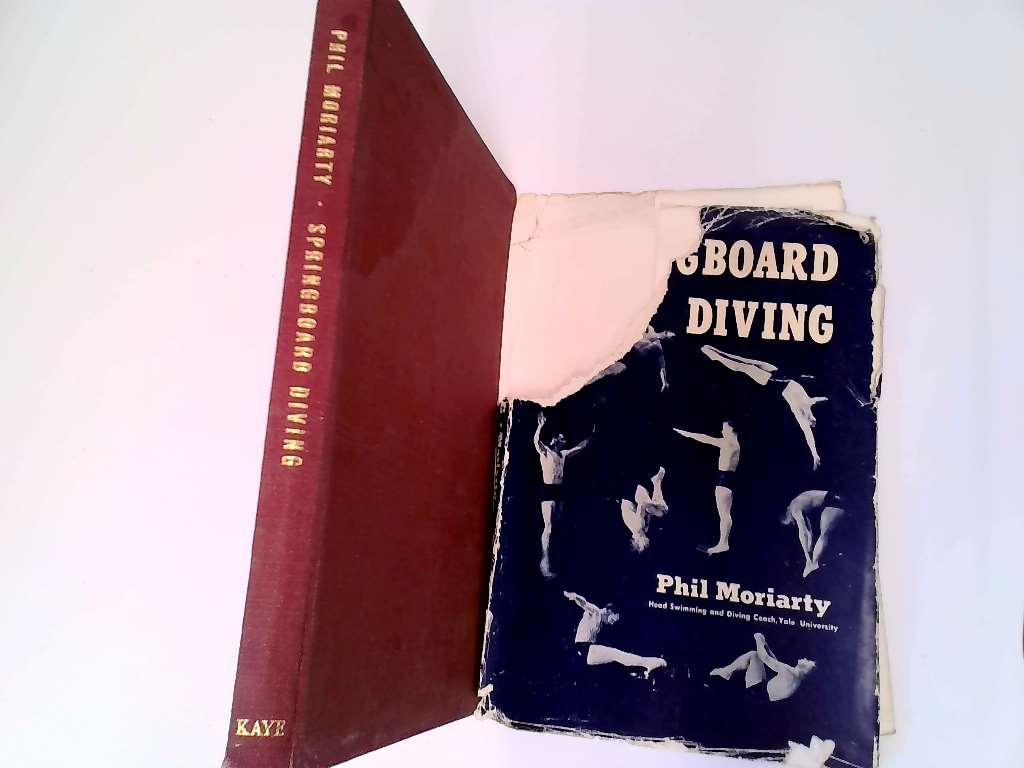 PHIL MORIARTY · SPRINGBOARD DIVING
KAYE
GBOARD
DIVING
Phil Moriarty
Head Swimming and Diving Coach, Yale University